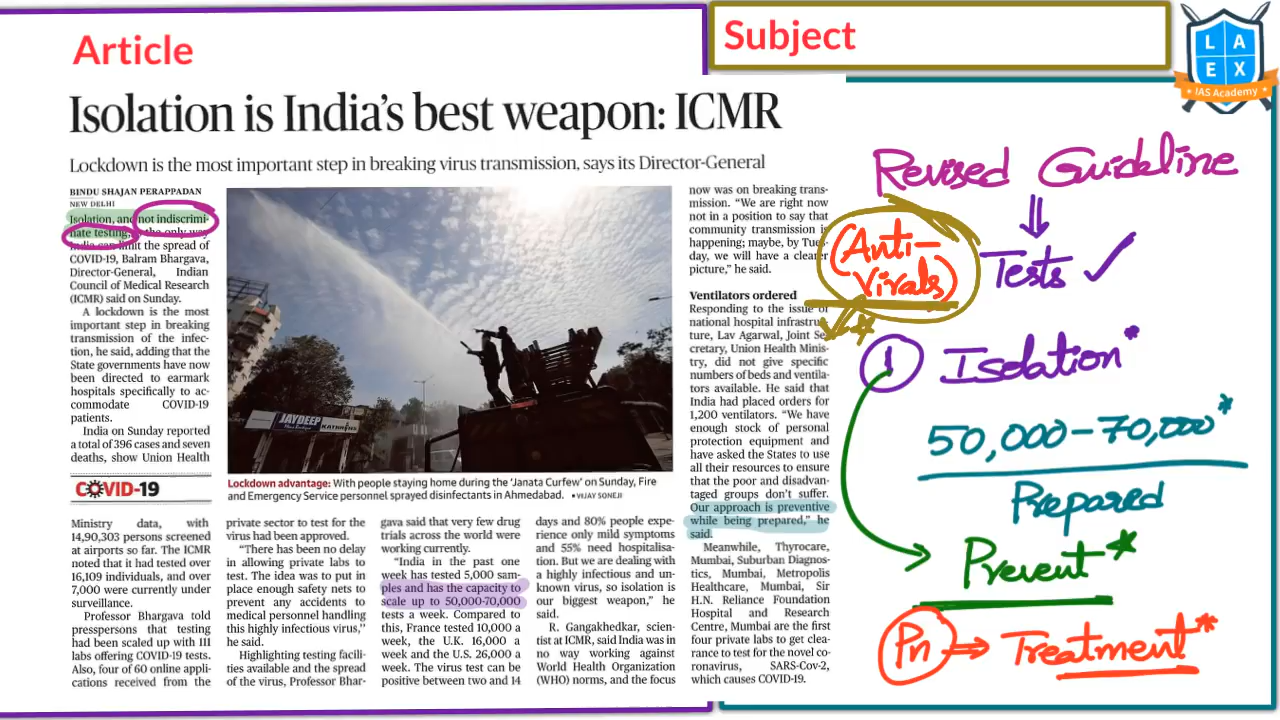 Article
Subject
L A
E X
IAS Academy
Isolation is India's best weapon: ICMR
Lockdown is the most important step in breaking virus transmission, says its Director-General
BINDU SHAJAN PERAPPADAN
NEW DELHI
Isolation, and not indiscrimi-
nate testing, is the only way
India can limit the spread of
COVID-19, Balram Bhargava,
Director-General, Indian
Council of Medical Research
(ICMR) said on Sunday.
A lockdown is the most
important step in breaking
transmission of the infec-
tion, he said, adding that the
State governments have now
been directed to earmark
hospitals specifically to ac-
commodate COVID-19
patients.
India on Sunday reported
a total of 396 cases and seven
deaths, show Union Health
COVID-19
Ministry data, with
14,90,303 persons screened
at airports so far. The ICMR
noted that it had tested over
16,109 individuals, and over
7,000 were currently under
surveillance.
Professor Bhargava told
presspersons that testing
had been scaled up with 111
labs offering COVID-19 tests.
Also, four of 60 online appli-
cations received from the
JAYDEEP
Lockdown advantage: With people staying home during the 'Janata Curfew' on Sunday, Fire
and Emergency Service personnel sprayed disinfectants in Ahmedabad. • VIJAY SONEJI
private sector to test for the
virus had been approved.
"There has been no delay
in allowing private labs to
test. The idea was to put in
place enough safety nets to
prevent any accidents to
medical personnel handling
this highly infectious virus,"
he said.
Highlighting testing facili-
ties available and the spread
of the virus, Professor Bhar-
gava said that very few drug
trials across the world were
working currently.
"India in the past one
week has tested 5,000 sam-
ples and has the capacity to
scale up to 50,000-70,000
tests a week. Compared to
this, France tested 10,000 a
week, the U.K. 16,000 a
week and the U.S. 26,000 a
week. The virus test can be
positive between two and 14
days and 80% people expe-
rience only mild symptoms
and 55% need hospitalisa-
tion. But we are dealing with
a highly infectious and un-
known virus, so isolation is
our biggest weapon," he
said.
R. Gangakhedkar, scien-
tist at ICMR, said India was in
no way working against
World Health Organization
(WHO) norms, and the focus
now was on breaking trans-
mission. "We are right now
not in a position to say that
community transmission is
happening; maybe, by Tues-
day, we will have a clearer
picture," he said.
Ventilators ordered
Responding to the issue of
national hospital infrastruc-
ture, Lav Agarwal, Joint Se-
cretary, Union Health Minis-
try, did not give specific
numbers of beds and ventila-
tors available. He said that
India had placed orders for
1,200 ventilators. "We have
enough stock of personal
protection equipment and
have asked the States to use
all their resources to ensure
that the poor and disadvan-
taged groups don't suffer.
Our approach is preventive
while being prepared," he
said.
Meanwhile, Thyrocare,
Mumbai, Suburban Diagnos-
tics, Mumbai, Metropolis
Healthcare, Mumbai, Sir
H.N. Reliance Foundation
Hospital and Research
Centre, Mumbai are the first
four private labs to get clea-
rance to test for the novel co-
ronavirus, SARS-Cov-2,
which causes COVID-19.
Revised Guideline
(Anti-
Virals)
Tests ✓
1 Isolation*
50,000-70,000*
Prepared
Prevent*
Pn → Treatment*